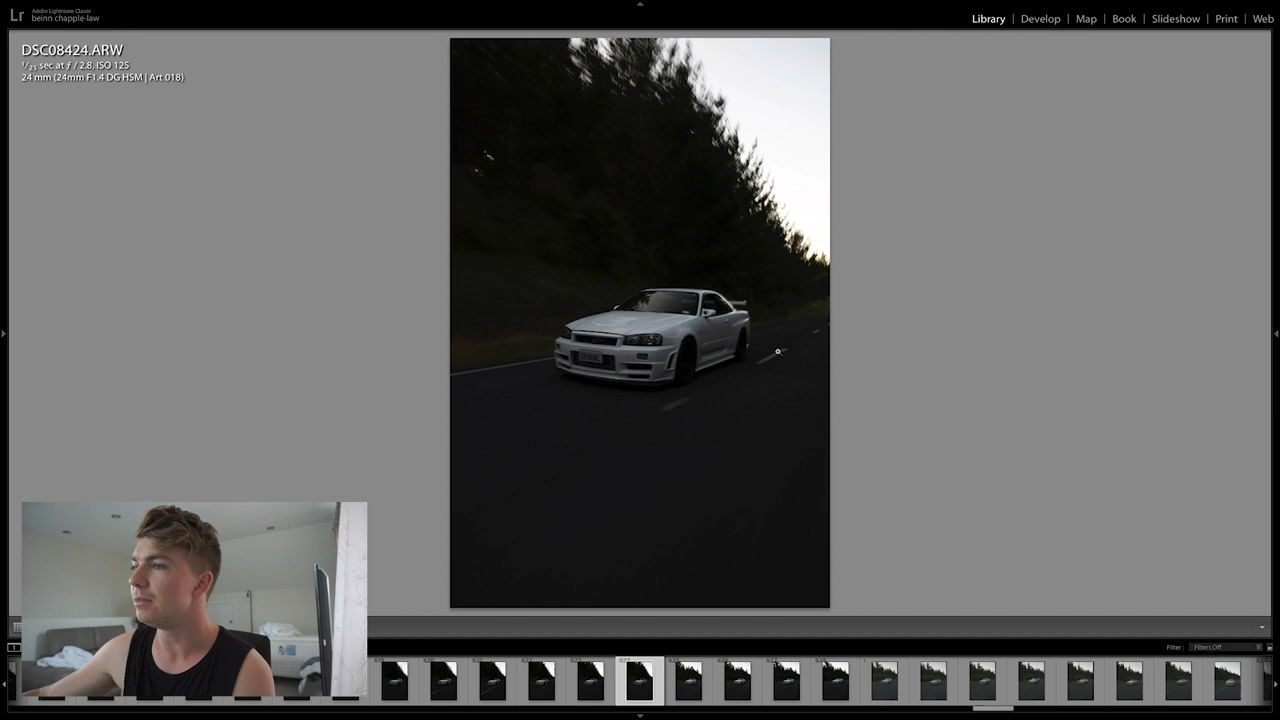 Lr
Adobe Lightroom Classic
beinn chapple-law
Library | Develop | Map | Book | Slideshow | Print | Web
DSC08424.ARW
1/25 sec at ƒ / 2.8, ISO 125
24 mm (24mm F1.4 DG HSM | Art 018)
Filter :
Filters Off